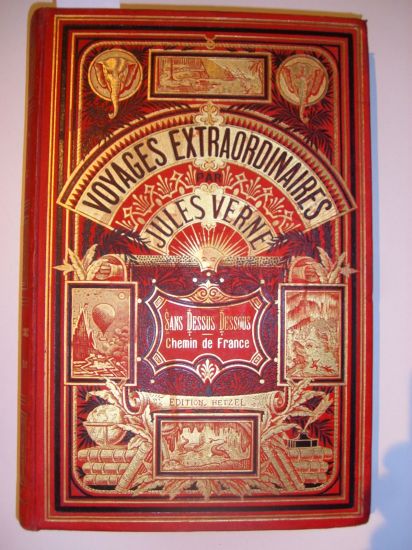 VOYAGES EXTRAORDINAIRES
PAR
JULES VERNE
SANS DESSUS DESSOUS
Chemin de France
EDITION HETZEL